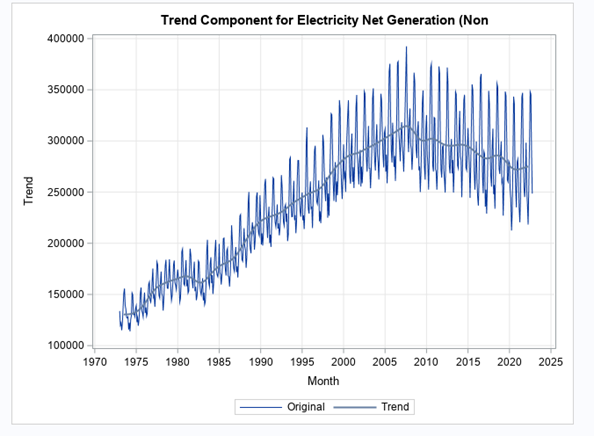 Trend Component for Electricity Net Generation (Non
400000
350000
300000
250000
200000
150000
100000
Trend
1970 1975 1980 1985 1990 1995 2000 2005 2010 2015 2020 2025
Month
Original Trend